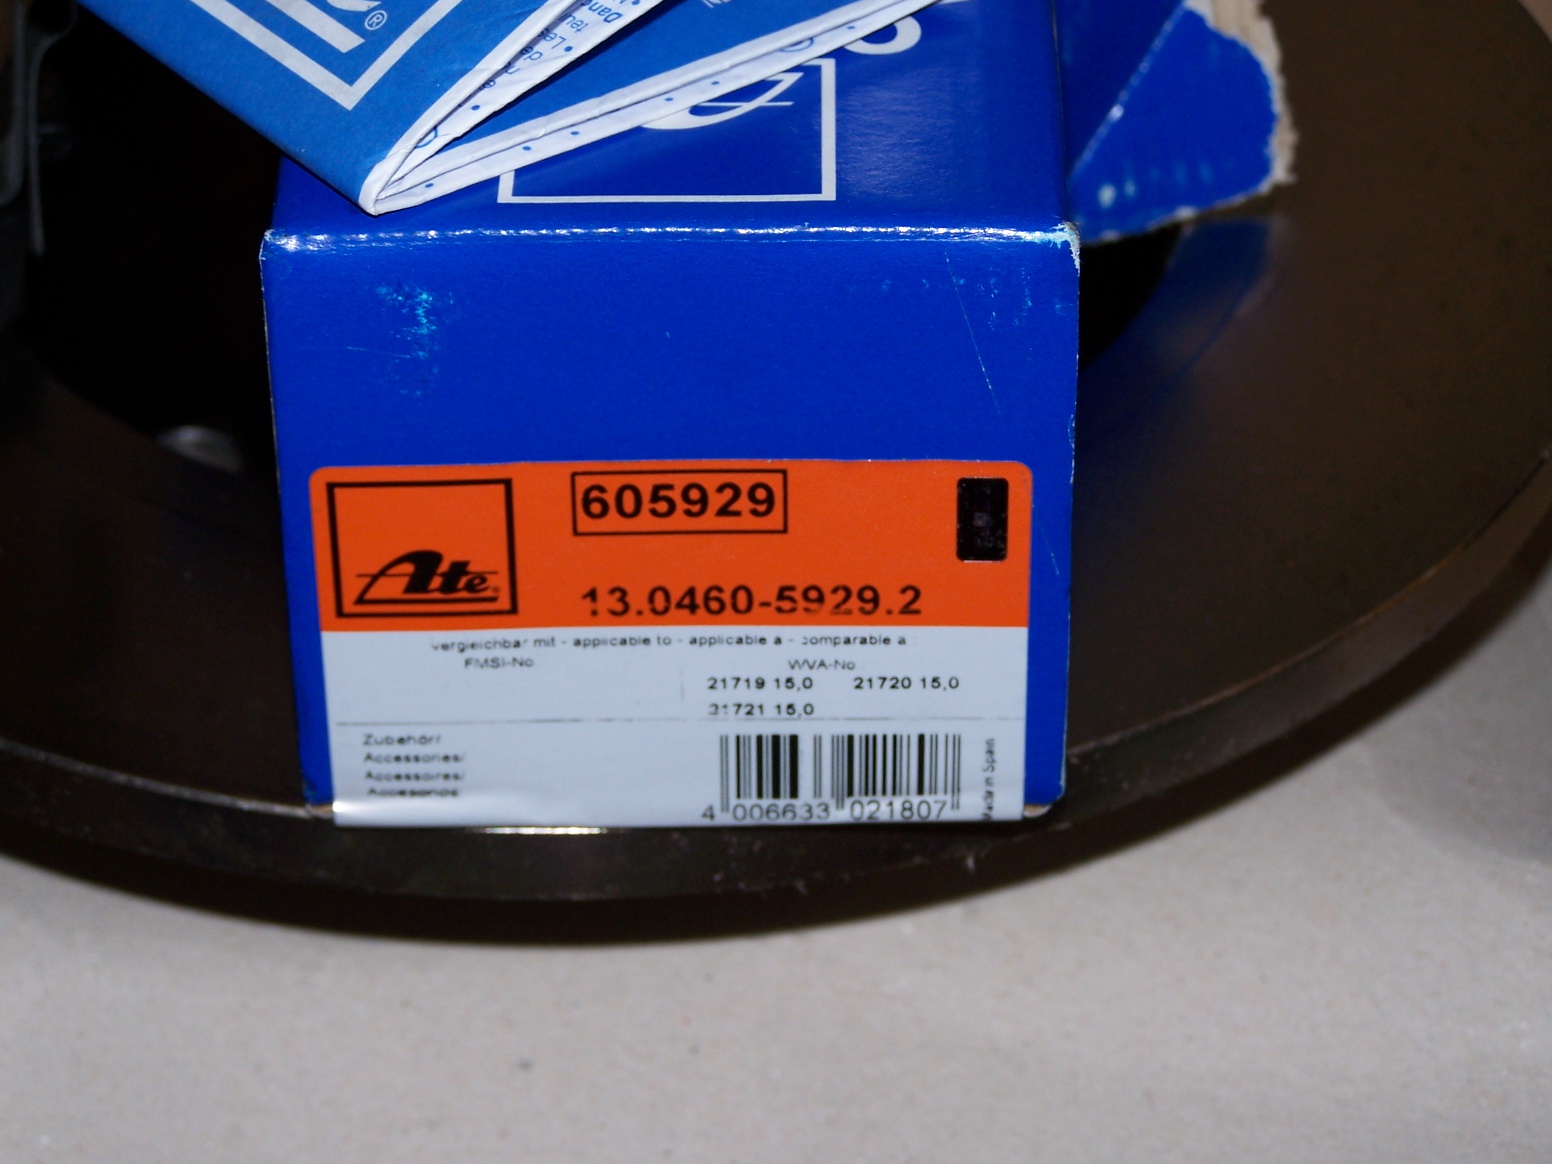 ®
605929
Ate
13.0460-5929.2
vergleichbar mit - applicable to - applicable à - comparable a
FMSI-No. WVA-No.
21719 15,0 21720 15,0
21721 15,0
Zubehör/
Accessories/
Accessoires/
Accesorios
4 006633 021807
Made in Spain